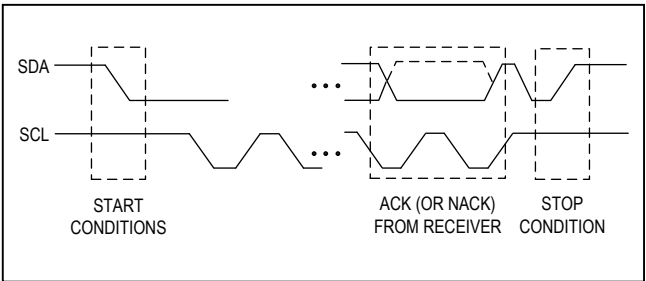 SDA
SCL
START
CONDITIONS
ACK (OR NACK)
FROM RECEIVER
STOP
CONDITION